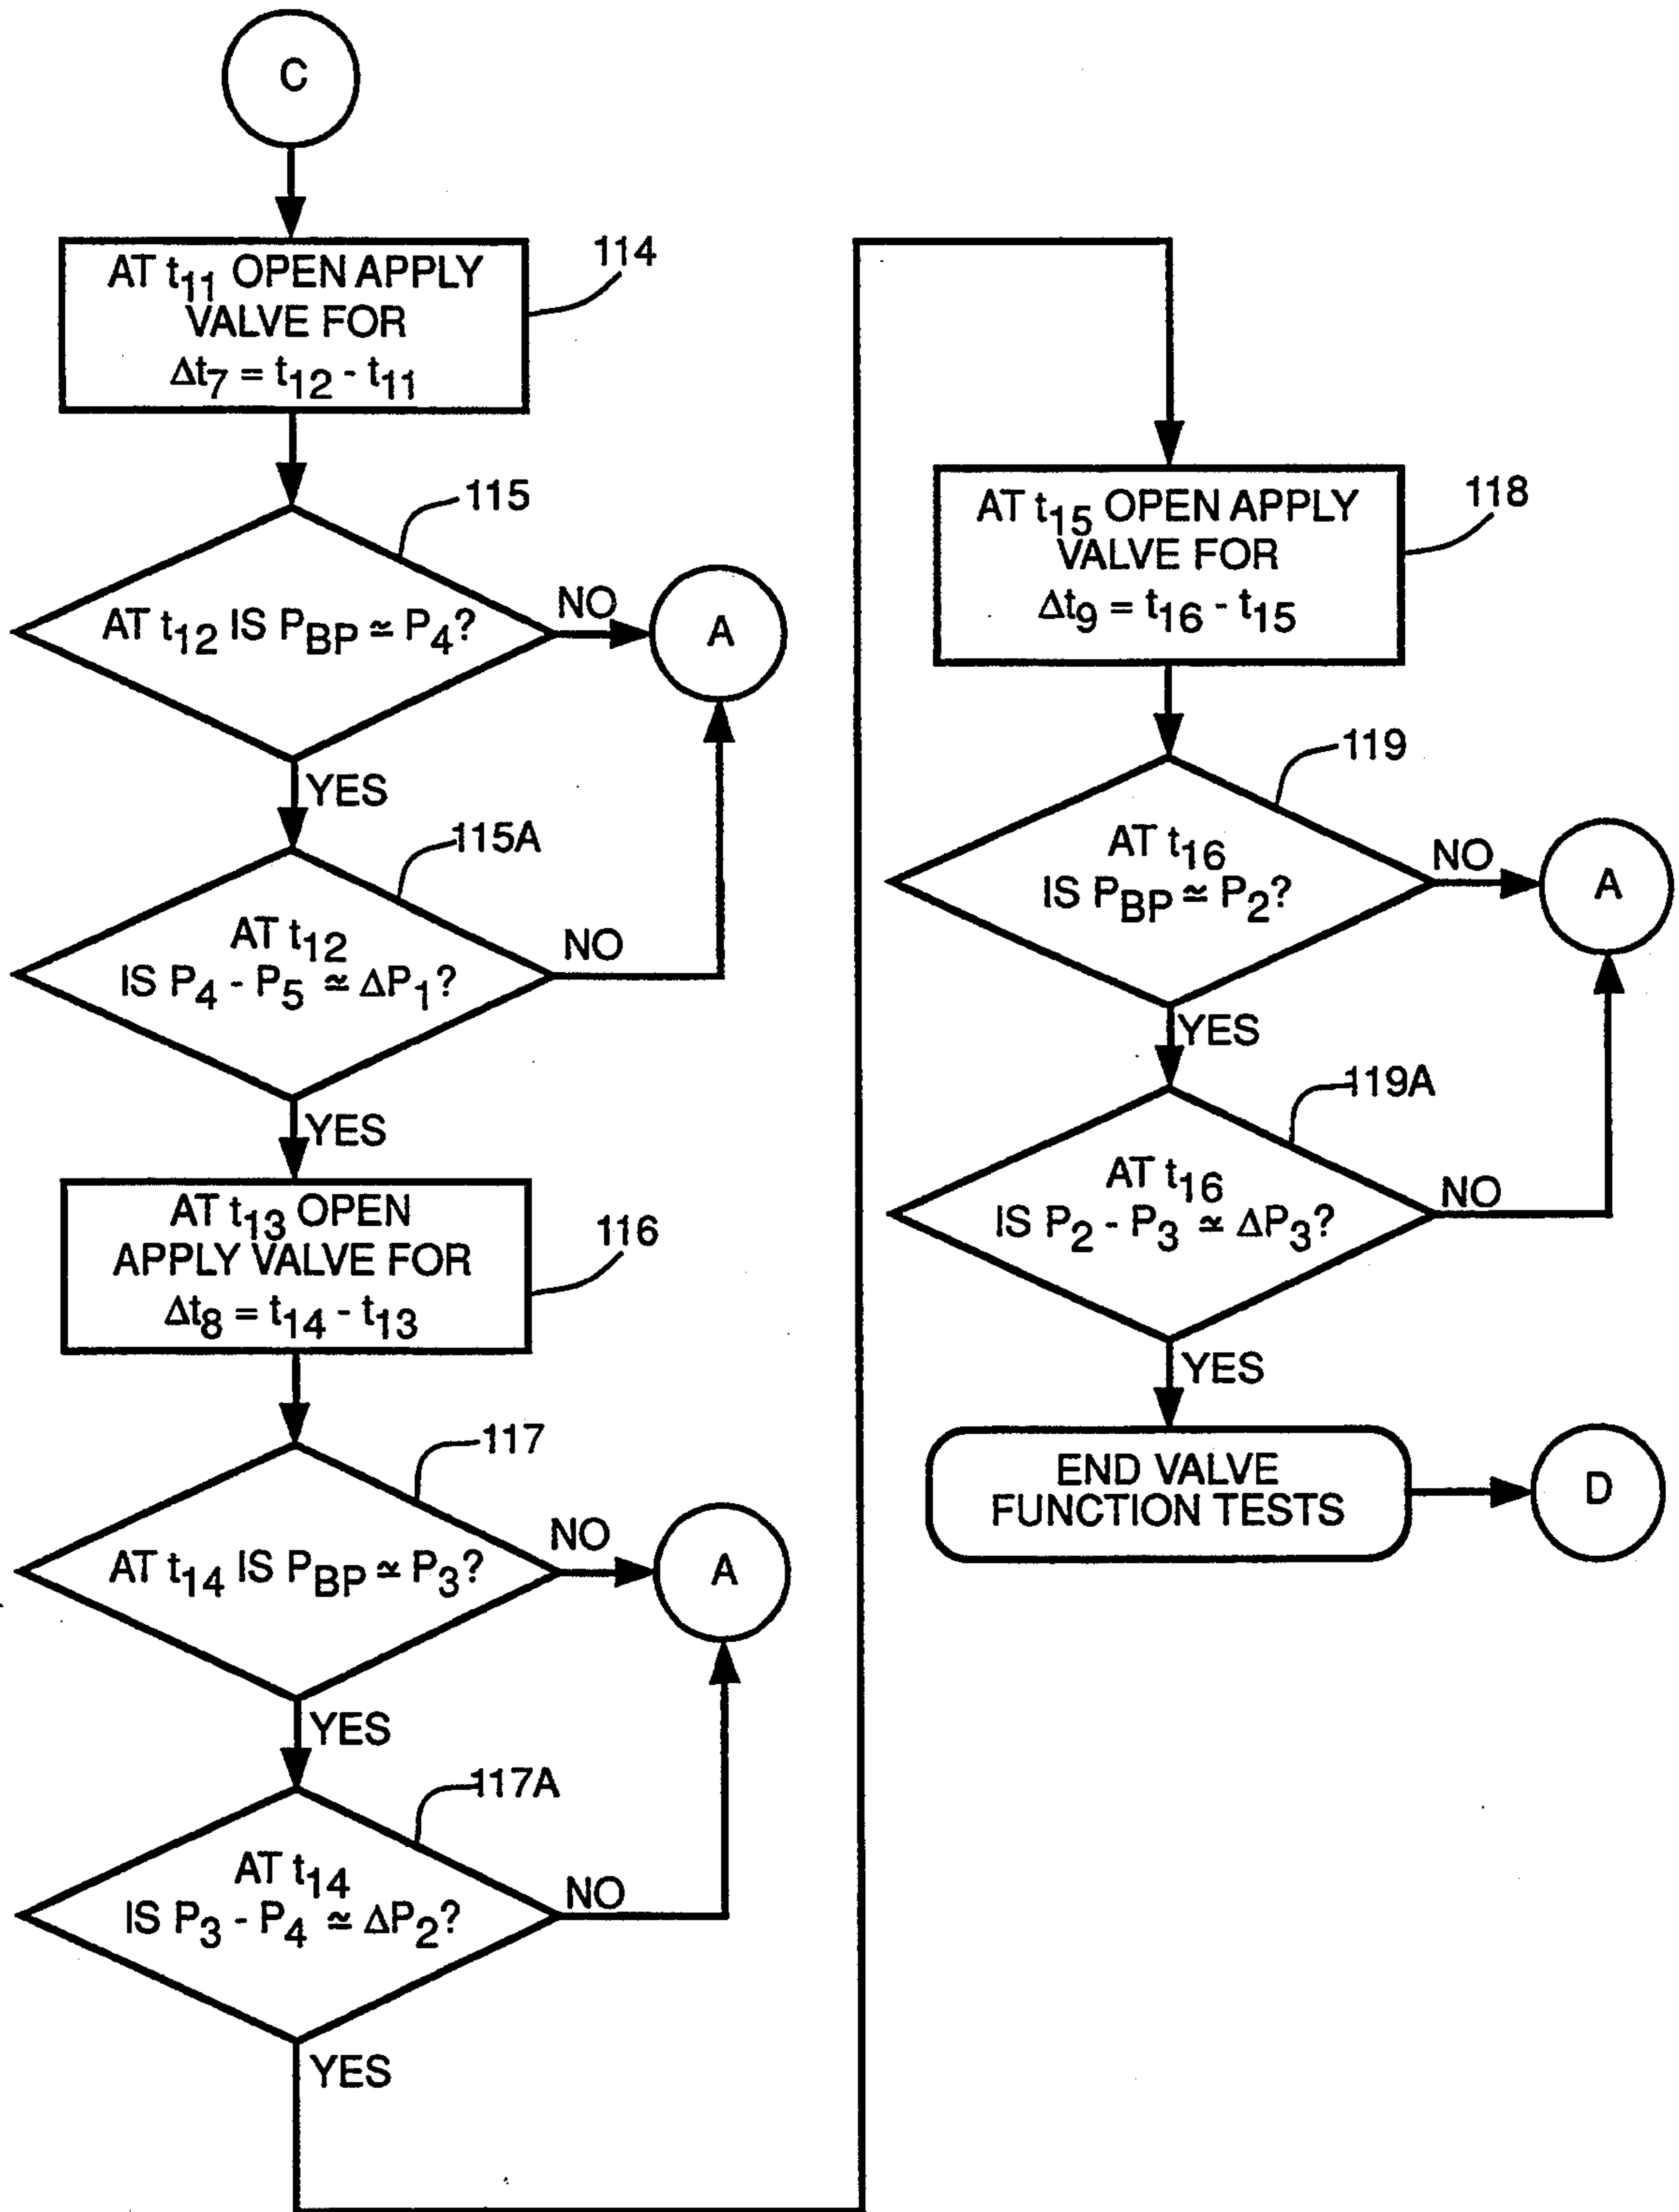 C
AT t11 OPEN APPLY
VALVE FOR
Δt7 = t12 - t11
114
115
AT t12 IS PBP ≃ P4?
NO
A
YES
115A
AT t12
IS P4 - P5 ≃ ΔP1?
NO
YES
AT t13 OPEN
APPLY VALVE FOR
Δt8 = t14 - t13
116
117
AT t14 IS PBP ≃ P3?
NO
A
YES
117A
AT t14
IS P3 - P4 ≃ ΔP2?
NO
YES
AT t15 OPEN APPLY
VALVE FOR
Δt9 = t16 - t15
118
119
AT t16
IS PBP ≃ P2?
NO
A
YES
119A
AT t16
IS P2 - P3 ≃ ΔP3?
NO
YES
END VALVE
FUNCTION TESTS
D